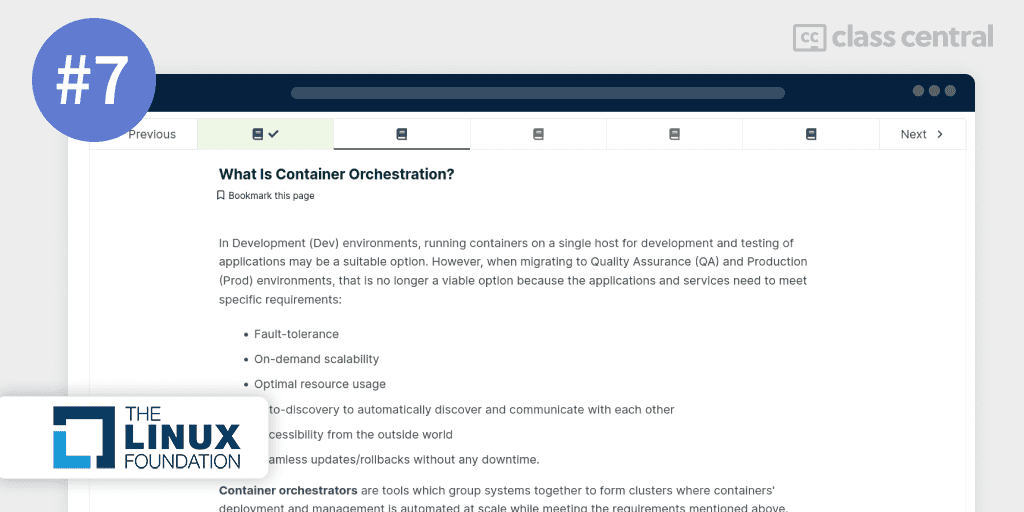 #7
cc class central
Previous
Next
What Is Container Orchestration?
Bookmark this page
In Development (Dev) environments, running containers on a single host for development and testing of
applications may be a suitable option. However, when migrating to Quality Assurance (QA) and Production
(Prod) environments, that is no longer a viable option because the applications and services need to meet
specific requirements:
• Fault-tolerance
• On-demand scalability
• Optimal resource usage
to-discovery to automatically discover and communicate with each other
cessibility from the outside world
amless updates/rollbacks without any downtime.
THE
LINUX
FOUNDATION
Container orchestrators are tools which group systems together to form clusters where containers'
deployment and management is automated at scale while meeting the requirements mentioned above.